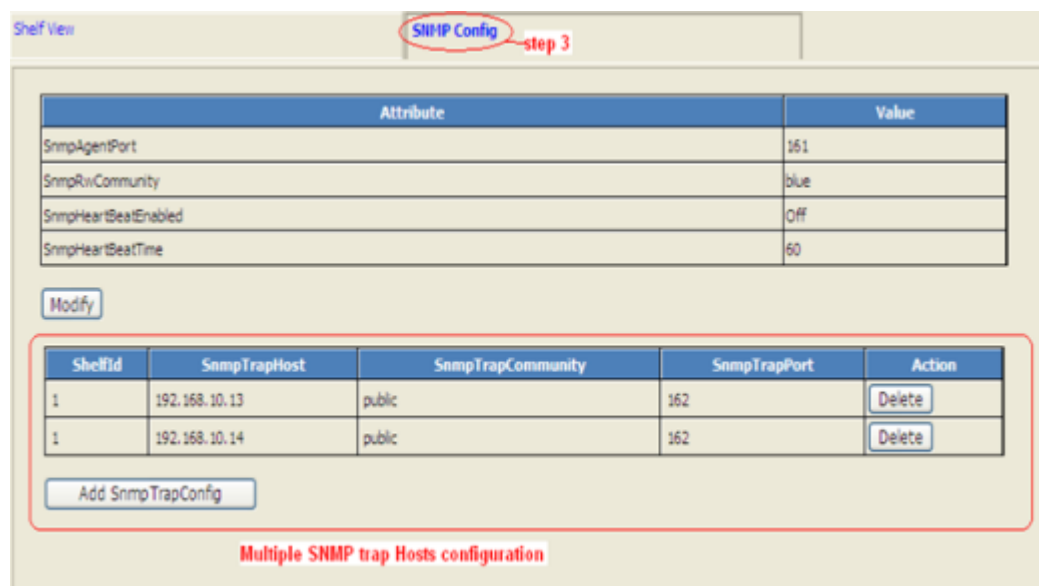 Shelf View
SNMP Config
step 3
Attribute Value
SnmpAgentPort 161
SnmpRwCommunity blue
SnmpHeartBeatEnabled Off
SnmpHeartBeatTime 60
Modify
ShelfId SnmpTrapHost SnmpTrapCommunity SnmpTrapPort Action
1 192.168.10.13 public 162 Delete
1 192.168.10.14 public 162 Delete
Add SnmpTrapConfig
Multiple SNMP trap Hosts configuration